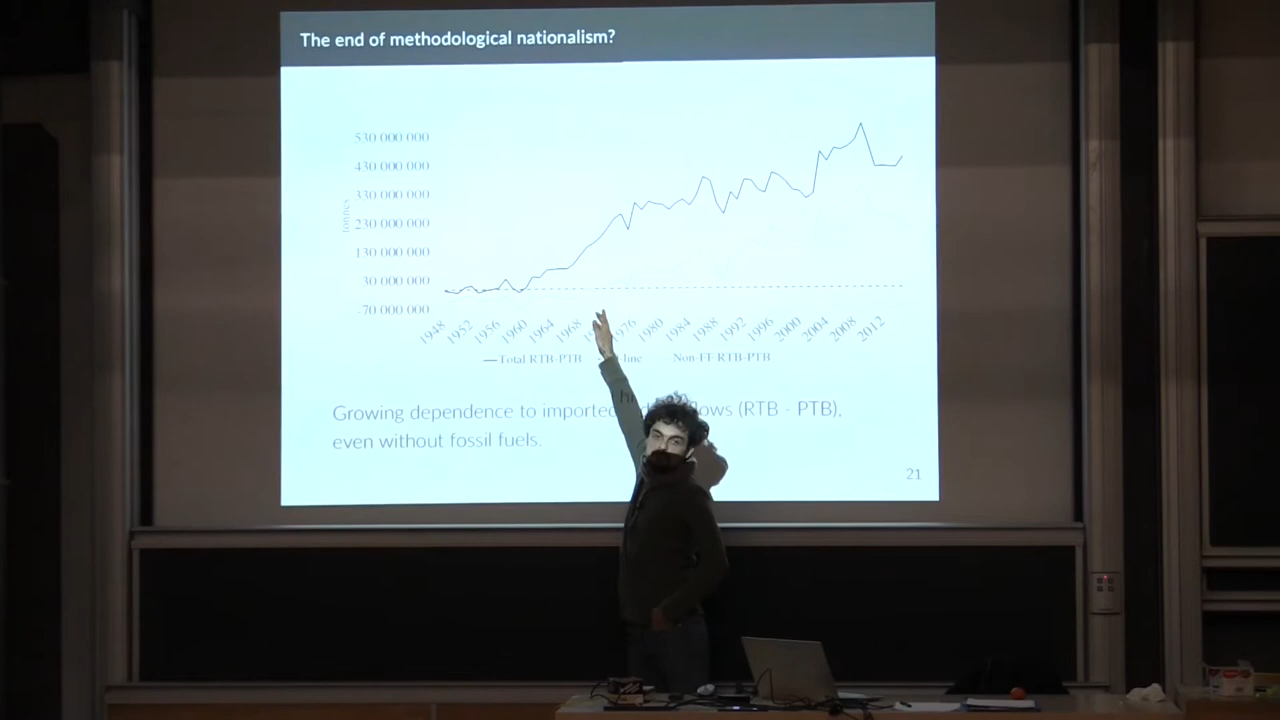 The end of methodological nationalism?
530 000 000
430 000 000
330 000 000
230 000 000
130 000 000
30 000 000
-70 000 000
tonnes
1948 1952 1956 1960 1964 1968 1976 1980 1984 1988 1992 1996 2000 2004 2008 2012
Total RTB-PTB -line Non-FF RTB-PTB
Growing dependence to imported flows (RTB - PTB),
even without fossil fuels.
21